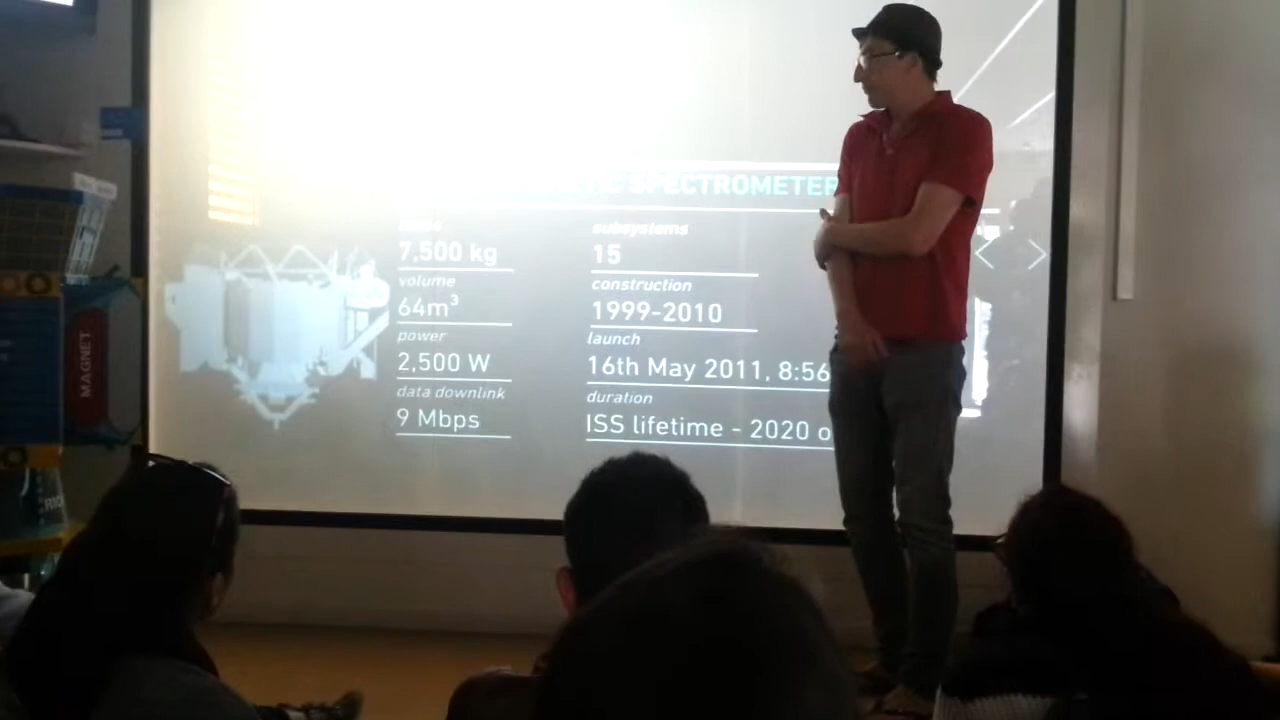 SPECTROMETER
subsystems
7,500 kg
15
volume
construction
64m³
1999-2010
power
launch
2,500 W
16th May 2011, 8:56
data downlink
duration
9 Mbps
ISS lifetime - 2020 o
MAGNET